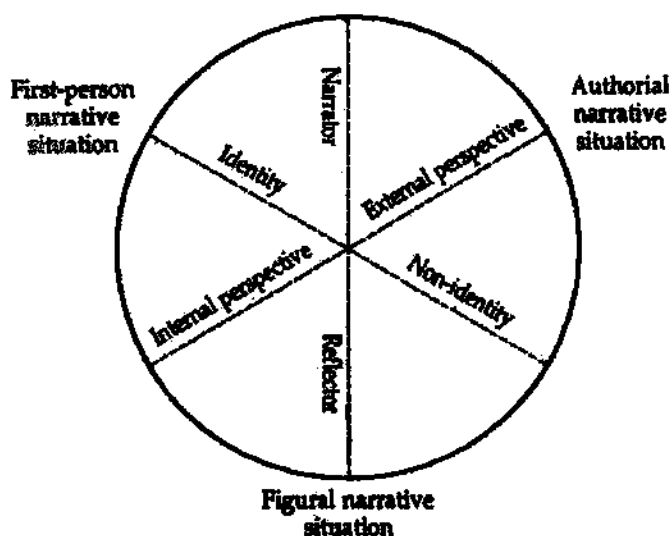 First-person
narrative
situation
Narrator
Authorial
narrative
situation
Identity
External perspective
Internal perspective
Non-identity
Reflector
Figural narrative
situation